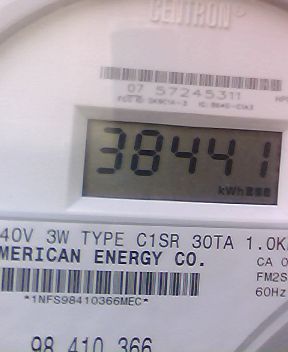 CENTRON®
07 57245311
38441
kWh
40V 3W TYPE C1SR 30TA 1.0K
MERICAN ENERGY CO.
CA 0
FM2S
60Hz
*1NFS98410366MEC*
98 410 366